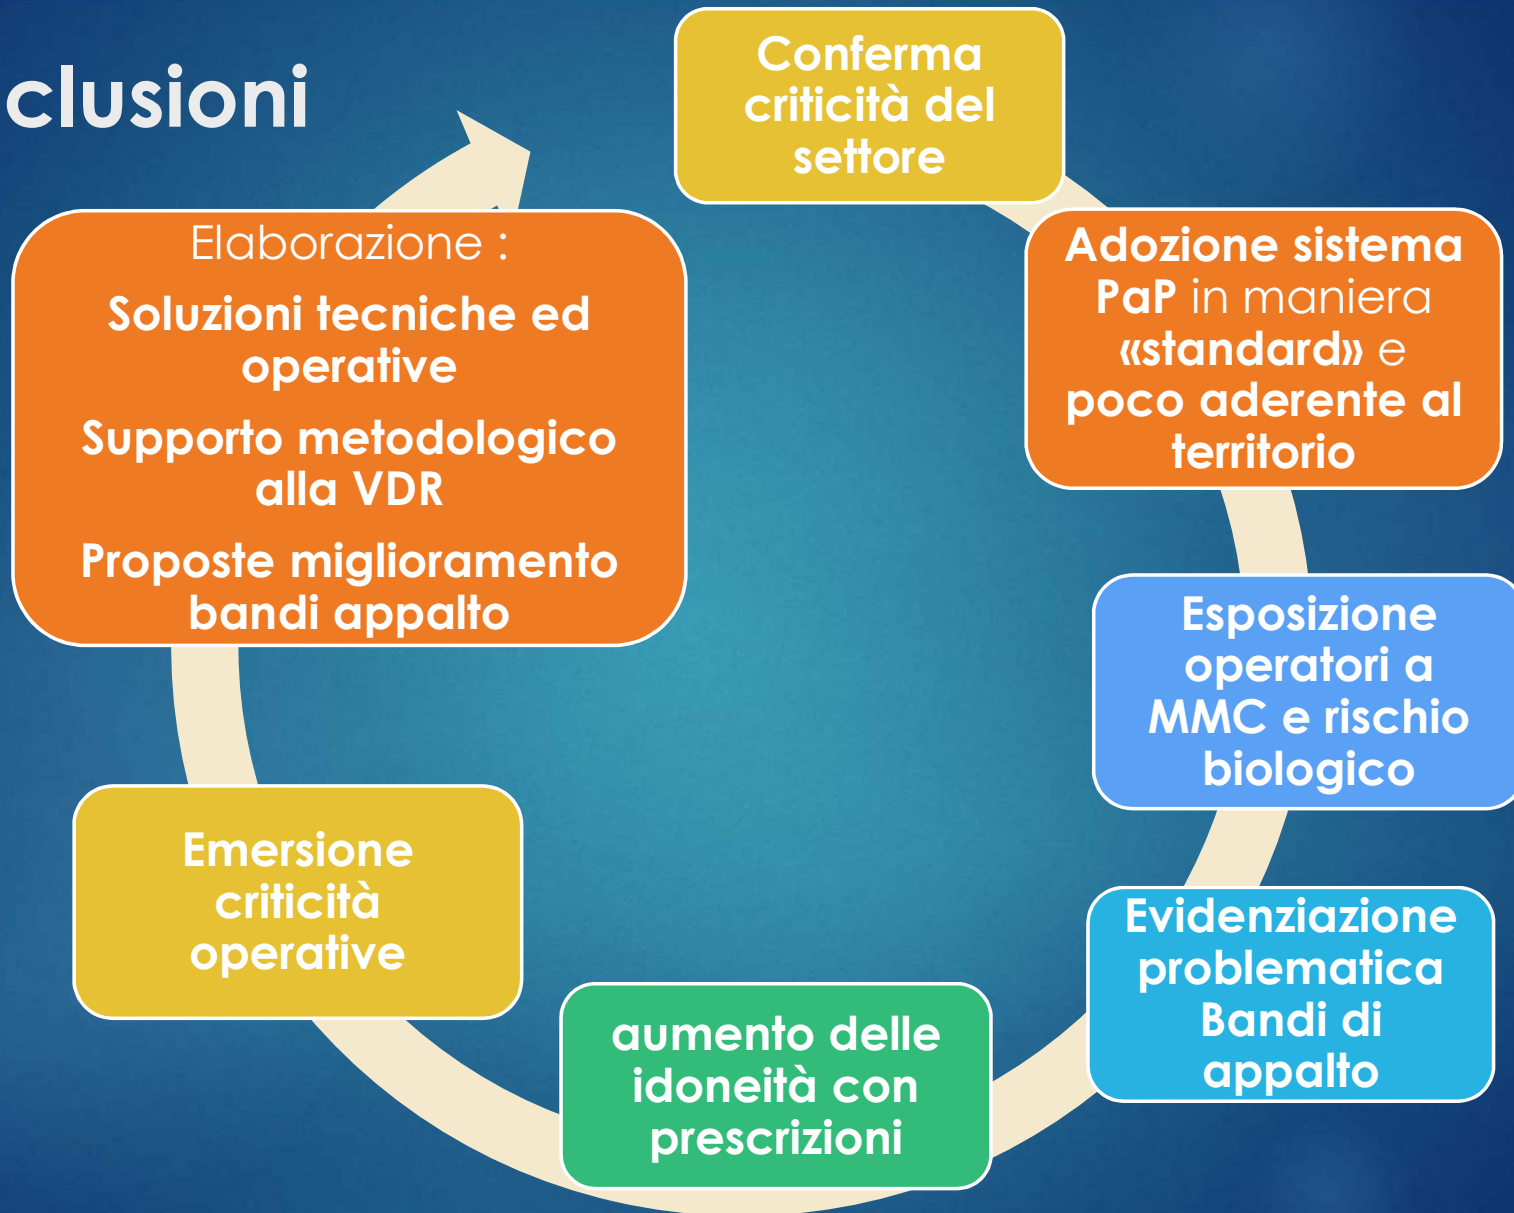 clusioni
Conferma
criticità del
settore
Adozione sistema
PaP in maniera
«standard» e
poco aderente al
territorio
Esposizione
operatori a
MMC e rischio
biologico
Evidenziazione
problematica
Bandi di
appalto
aumento delle
idoneità con
prescrizioni
Emersione
criticità
operative
Elaborazione :
Soluzioni tecniche ed
operative
Supporto metodologico
alla VDR
Proposte miglioramento
bandi appalto